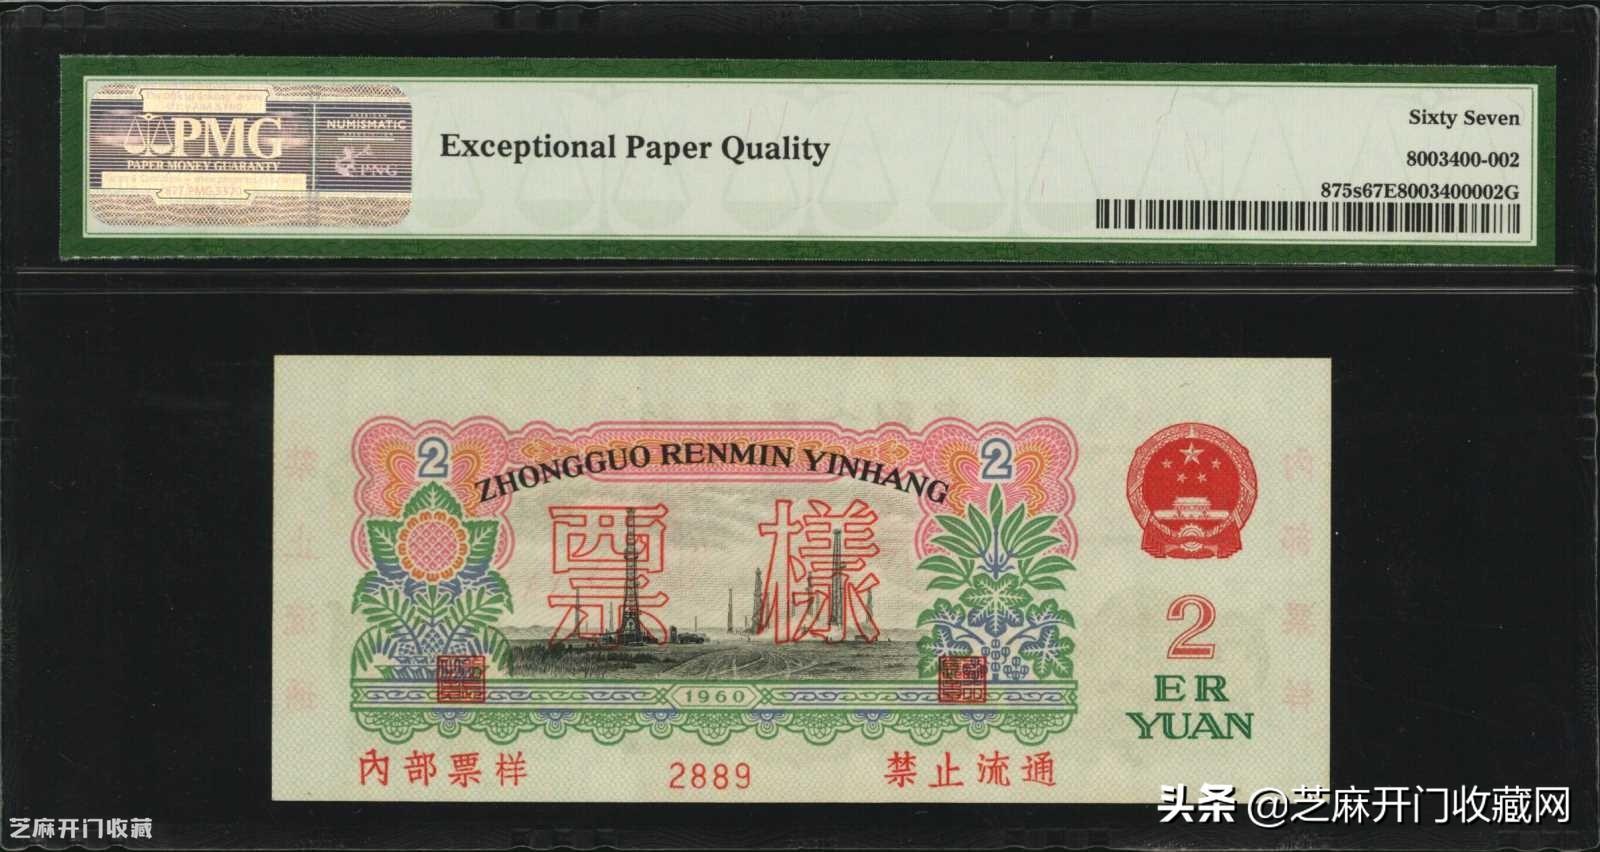 PMG
PAPER MONEY GUARANTY
NUMISMATIC
PNG
Exceptional Paper Quality
Sixty Seven
8003400-002
875s67E8003400002G
2
2
ZHONGGUO RENMIN YINHANG
票 樣
1960
2
ER
YUAN
內部票样
2889
禁止流通
芝麻开门收藏
头条 @芝麻开门收藏网